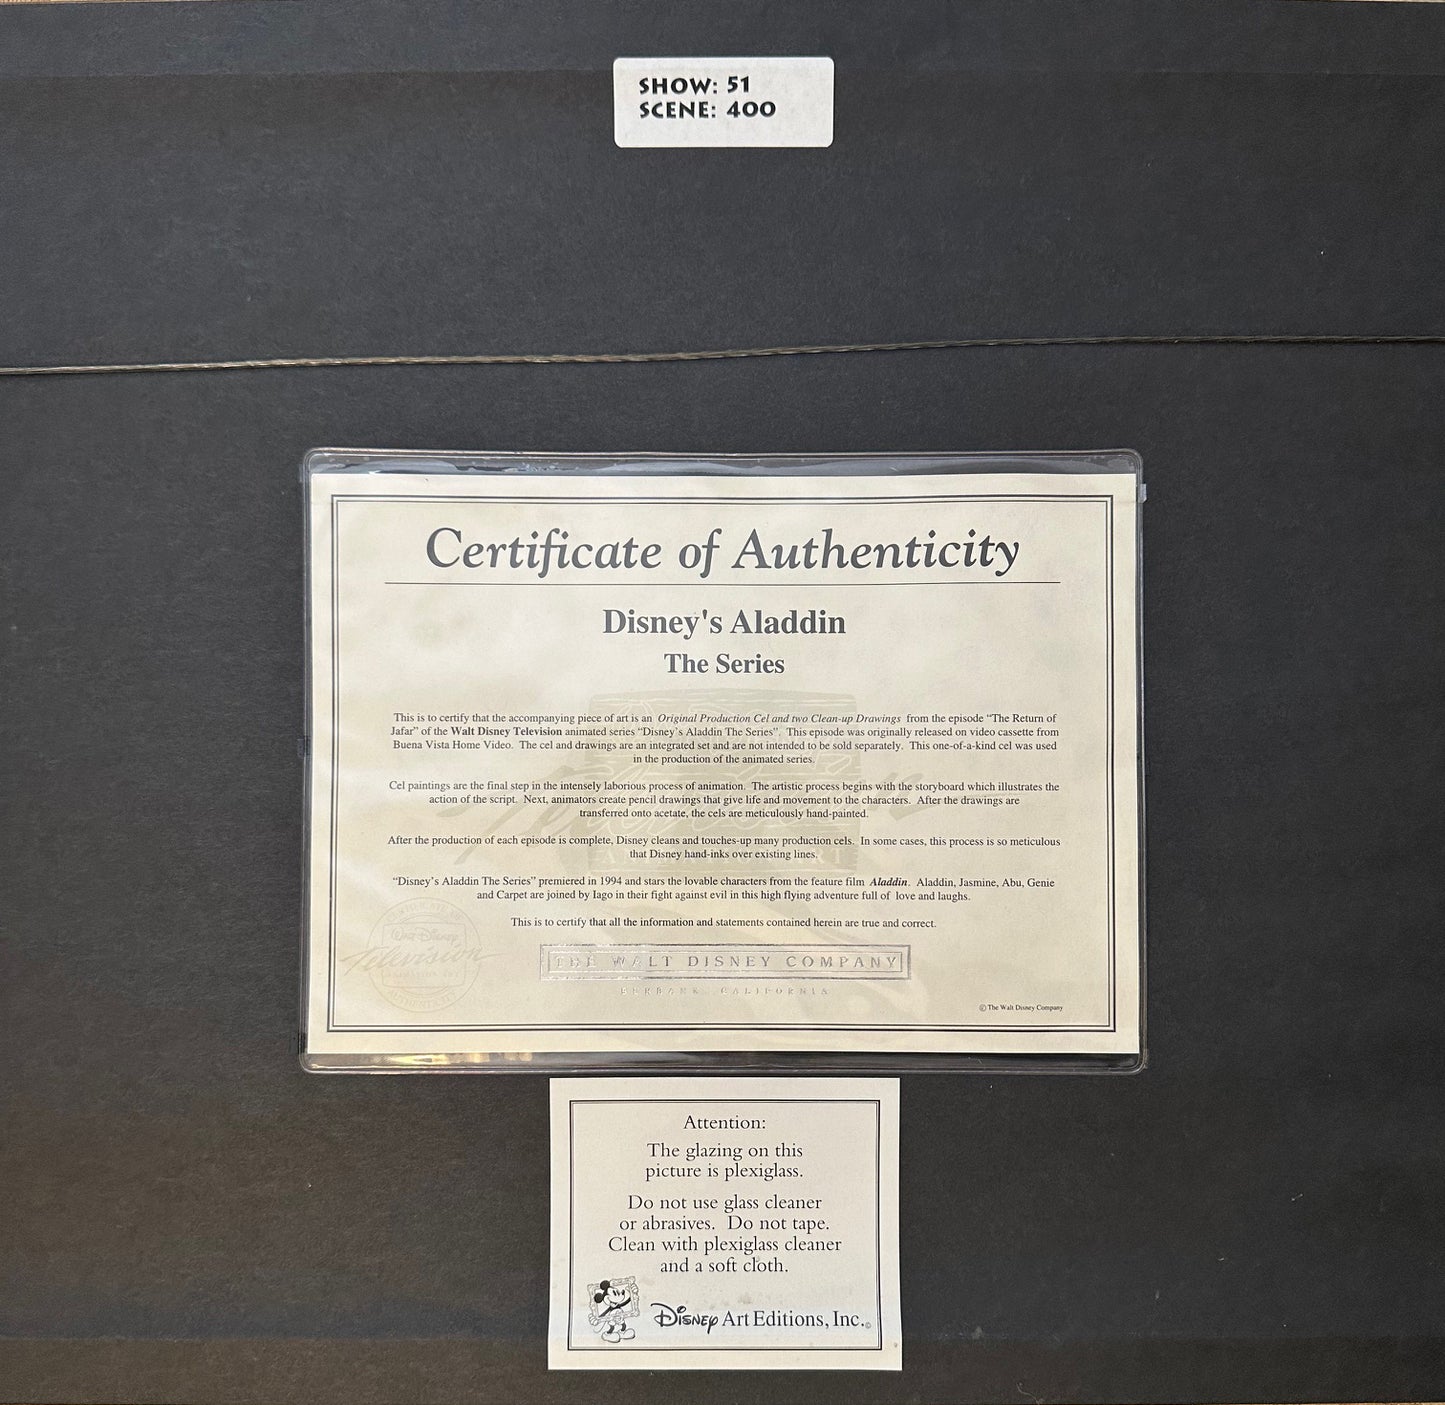 SHOW: 51
SCENE: 400
Certificate of Authenticity
Disney's Aladdin
The Series
This is to certify that the accompanying piece of art is an Original Production Cel and two Clean-up Drawings from the episode “The Return of
Jafar” of the Walt Disney Television animated series “Disney’s Aladdin The Series”. This episode was originally released on video cassette from
Buena Vista Home Video. The cel and drawings are an integrated set and are not intended to be sold separately. This one-of-a-kind cel was used
in the production of the animated series.
Cel paintings are the final step in the intensely laborious process of animation. The artistic process begins with the storyboard which illustrates the
action of the script. Next, animators create pencil drawings that give life and movement to the characters. After the drawings are
transferred onto acetate, the cels are meticulously hand-painted.
After the production of each episode is complete, Disney cleans and touches-up many production cels. In some cases, this process is so meticulous
that Disney hand-inks over existing lines.
“Disney’s Aladdin The Series” premiered in 1994 and stars the lovable characters from the feature film Aladdin. Aladdin, Jasmine, Abu, Genie
and Carpet are joined by Iago in their fight against evil in this high flying adventure full of love and laughs.
This is to certify that all the information and statements contained herein are true and correct.
Walt Disney
Television
AUTHENTICITY
THE WALT DISNEY COMPANY
BURBANK, CALIFORNIA
© The Walt Disney Company
Attention:
The glazing on this
picture is plexiglass.
Do not use glass cleaner
or abrasives. Do not tape.
Clean with plexiglass cleaner
and a soft cloth.
Disney Art Editions, Inc.©